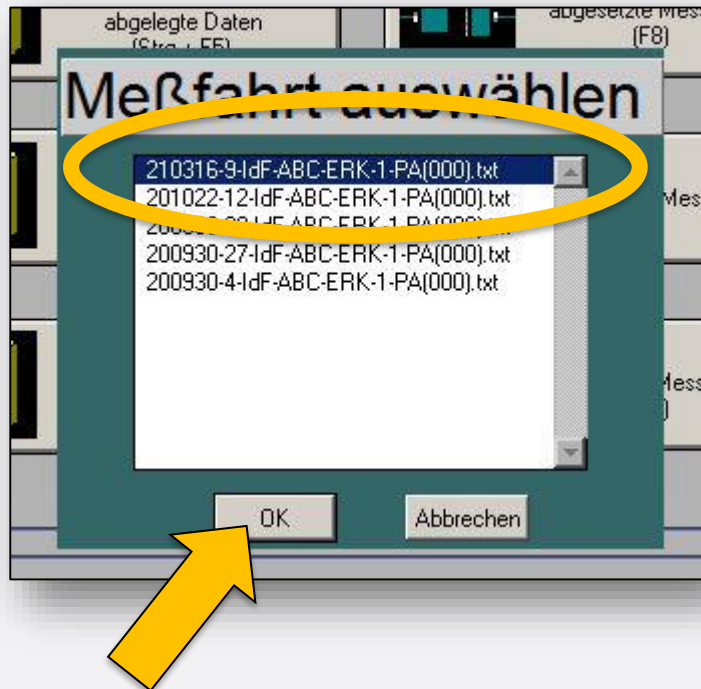 abgelegte Daten
(Strg + F5)
(F8)
Meßfahrt auswählen
210316-9-IdF-ABC-ERK-1-PA(000).txt
201022-12-IdF-ABC-ERK-1-PA(000).txt
200930-27-IdF-ABC-ERK-1-PA(000).txt
200930-4-IdF-ABC-ERK-1-PA(000).txt
OK
Abbrechen